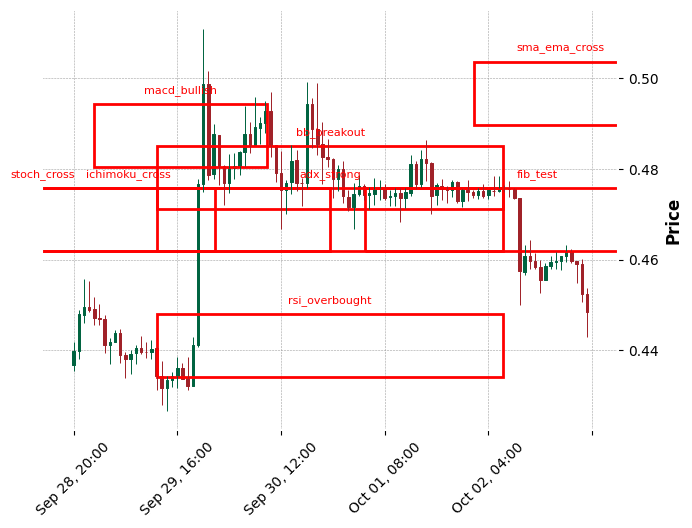 sma_ema_cross
0.50
macd_bullish
bb_breakout
0.48
stoch_cross
ichimoku_cross
adx_strong
fib_test
Price
0.46
rsi_overbought
0.44
Sep 28, 20:00
Sep 29, 16:00
Sep 30, 12:00
Oct 01, 08:00
Oct 02, 04:00